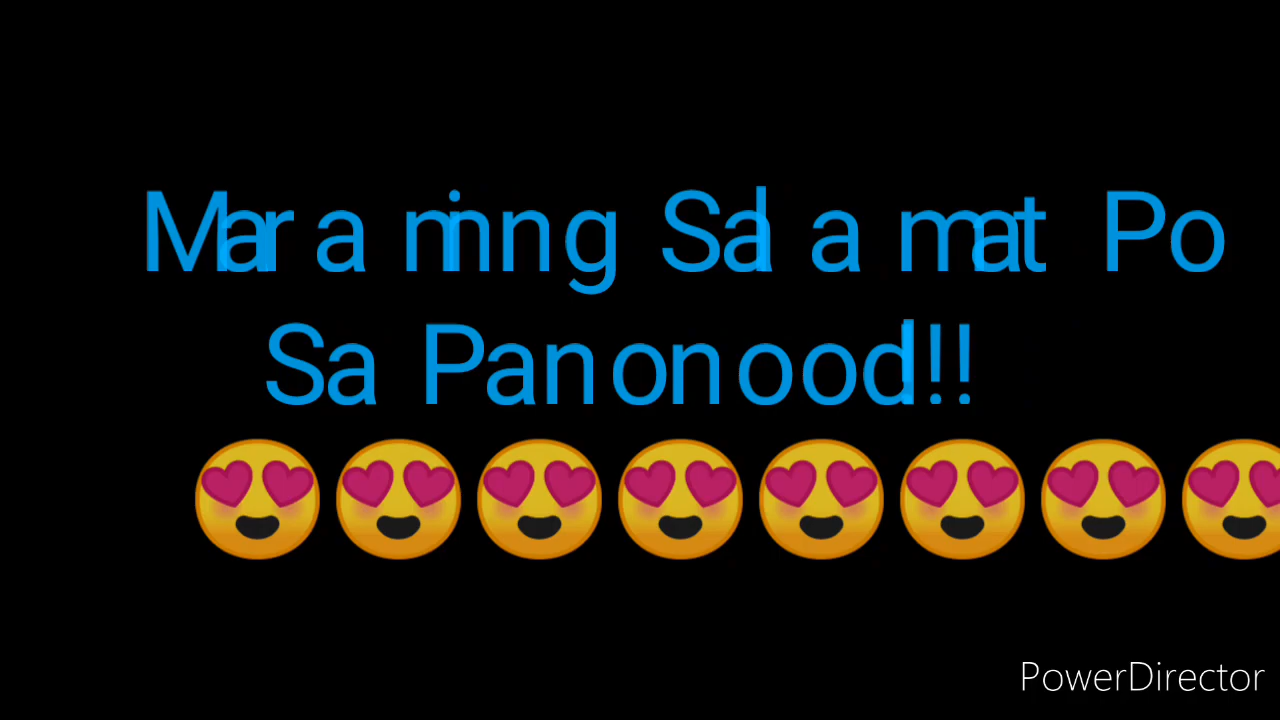 Maraming Salamat Po
Sa Panonood!!
😍😍😍😍😍😍😍😍
PowerDirector